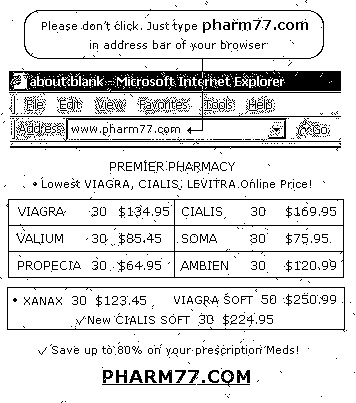 Please don't click. Just type pharm77.com
in address bar of your browser
about:blank - Microsoft Internet Explorer
File Edit View Favorites Tools Help
Address www.pharm77.com Go
PREMIER PHARMACY
• Lowest VIAGRA, CIALIS, LEVITRA Online Price!
VIAGRA 30 $134.95 CIALIS 30 $169.95
VALIUM 30 $85.45 SOMA 30 $75.95
PROPECIA 30 $64.95 AMBIEN 30 $120.99
• XANAX 30 $123.45 VIAGRA SOFT 50 $250.99
✓New CIALIS SOFT 30 $224.95
✓ Save up to 80% on your prescription Meds!
PHARM77.COM